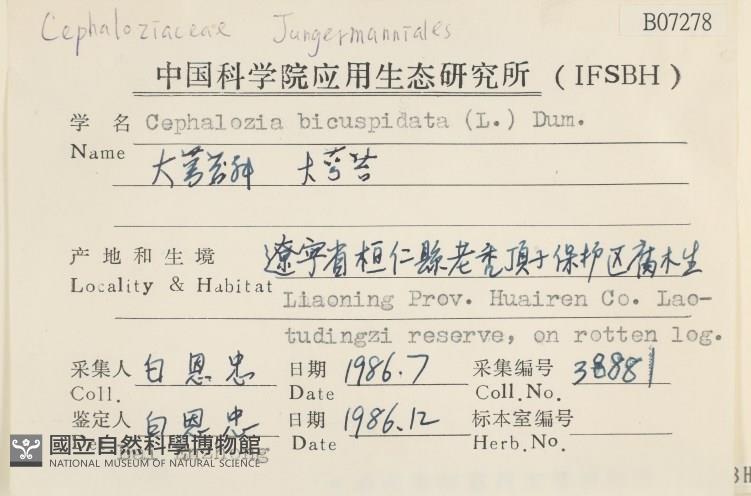 Cephaloziaceae Jungermanniales
B07278
中国科学院应用生态研究所 (IFSBH)
学 名 Cephalozia bicuspidata (L.) Dum.
Name 大萼苔科 大萼苔
产地和生境 遼宁省桓仁縣老秃頂子保护区腐木生
Locality & Habitat Liaoning Prov. Huairen Co. Lao-
tudingzi reserve, on rotten log.
采集人 白恩忠 日期 1986.7 采集编号
Coll. Date Coll.No.
鉴定人 白恩忠 日期 1986.12 标本室编号
Date Herb.No.
國立自然科學博物館
NATIONAL MUSEUM OF NATURAL SCIENCE